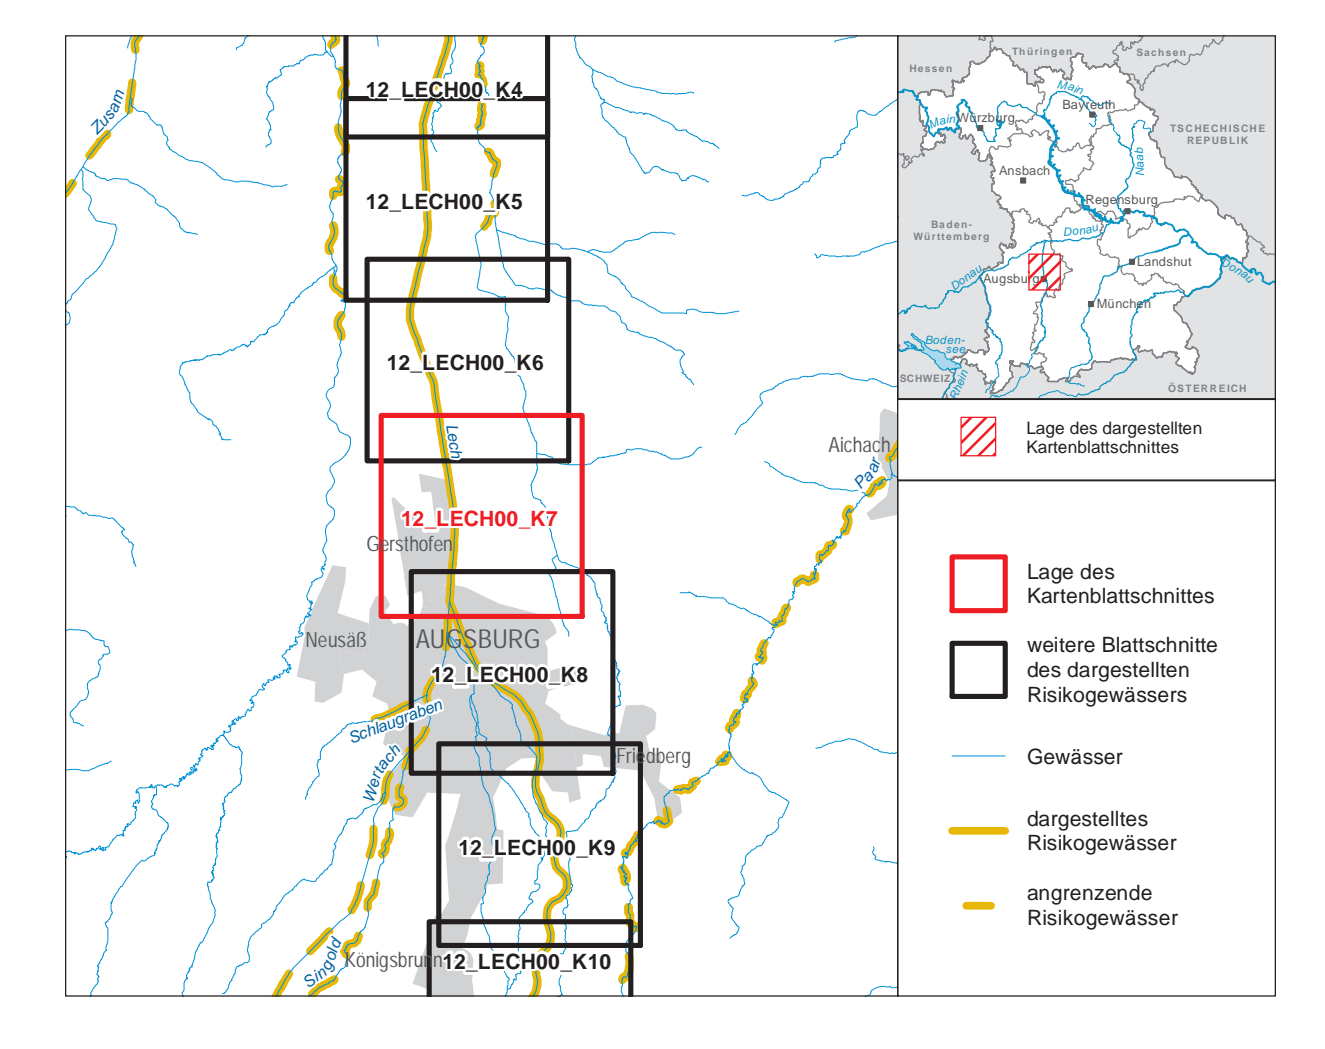 12_LECH00_K4
Zusam
12_LECH00_K5
12_LECH00_K6
Lech
Aichach
Paar
12_LECH00_K7
Gersthofen
Neusäß
AUGSBURG
12_LECH00_K8
Schlaugraben
Wertach
Friedberg
12_LECH00_K9
Singold
Königsbrunn
12_LECH00_K10
Thüringen
Sachsen
Hessen
Main
Bayreuth
Main
Würzburg
TSCHECHISCHE
REPUBLIK
Naab
Ansbach
Regensburg
Baden-
Württemberg
Donau
Landshut
Donau
Donau
Augsburg
München
Boden-
see
SCHWEIZ
Rhein
ÖSTERREICH
Lage des dargestellten
Kartenblattschnittes
Lage des
Kartenblattschnittes
weitere Blattschnitte
des dargestellten
Risikogewässers
Gewässer
dargestelltes
Risikogewässer
angrenzende
Risikogewässer